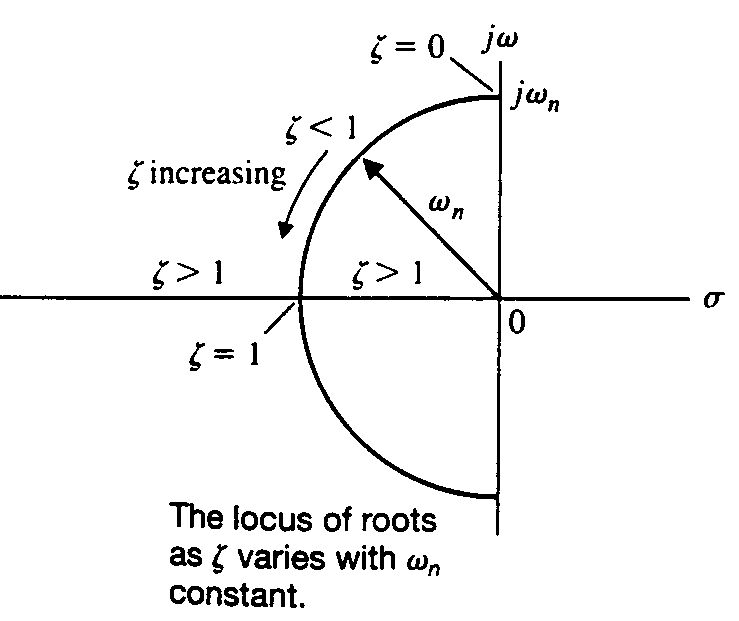 ζ = 0
jω
jωn
ζ < 1
ζ increasing
ωn
ζ > 1
ζ > 1
σ
0
ζ = 1
The locus of roots
as ζ varies with ωn
constant.